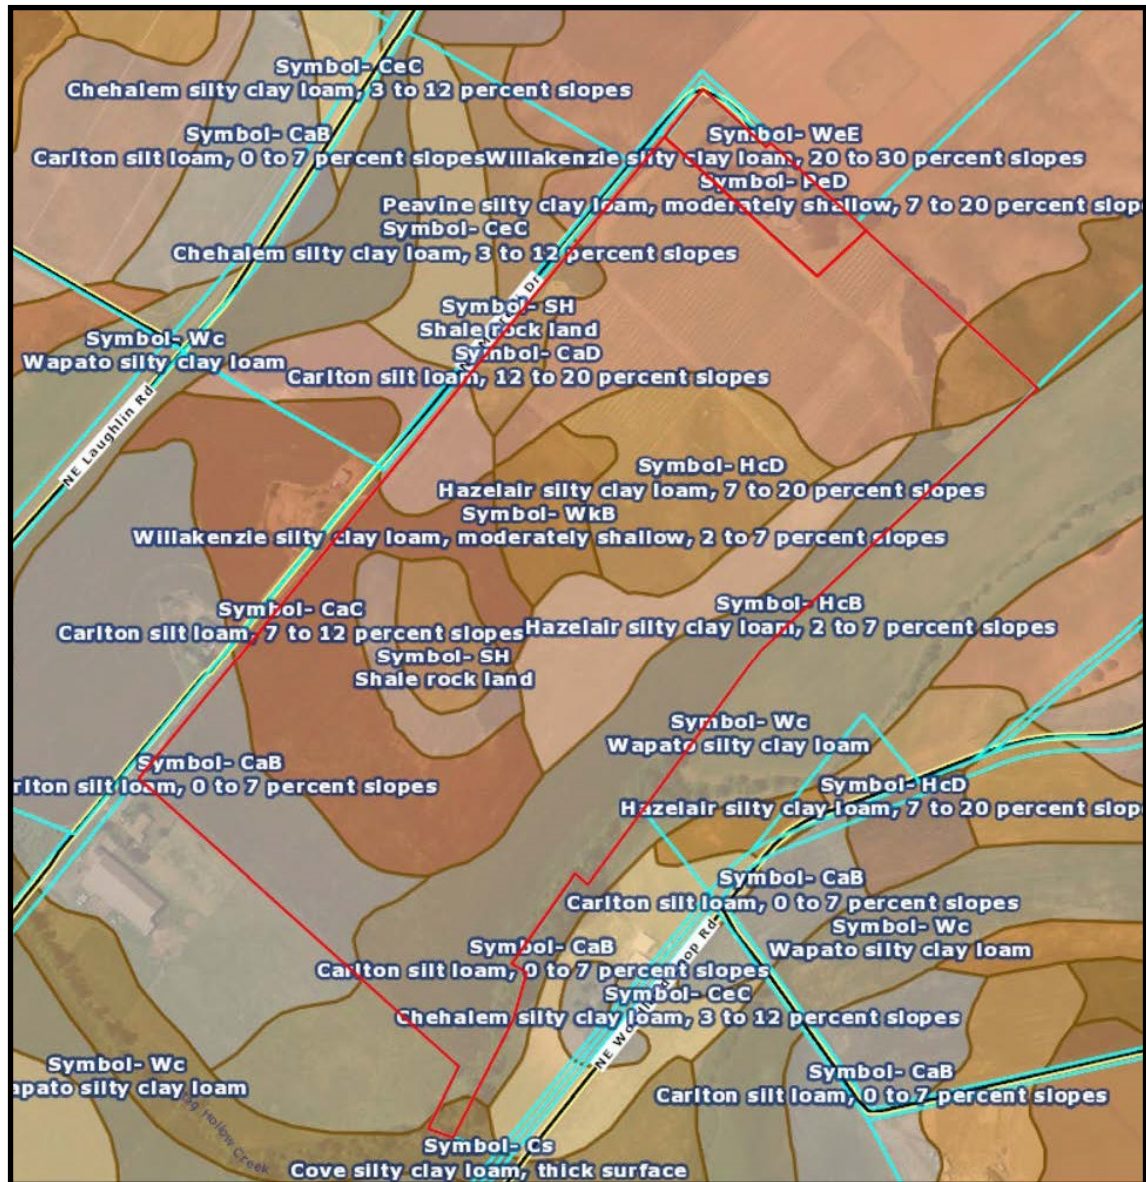 Symbol- CeC
Chehalem silty clay loam, 3 to 12 percent slopes
Symbol- CaB
Carlton silt loam, 0 to 7 percent slopes
Symbol- WeE
Willakenzie silty clay loam, 20 to 30 percent slopes
Symbol- PeD
Peavine silty clay loam, moderately shallow, 7 to 20 percent slop
Symbol- CeC
Chehalem silty clay loam, 3 to 12 percent slopes
Dr
Symbol- SH
Shale rock land
Symbol- Wc
Wapato silty clay loam
Symbol- CaD
Carlton silt loam, 12 to 20 percent slopes
NE Laughlin Rd
Symbol- HcD
Hazelair silty clay loam, 7 to 20 percent slopes
Symbol- WkB
Willakenzie silty clay loam, moderately shallow, 2 to 7 percent slopes
Symbol- CaC
Carlton silt loam, 7 to 12 percent slopes
Symbol- HcB
Hazelair silty clay loam, 2 to 7 percent slopes
Symbol- SH
Shale rock land
Symbol- Wc
Wapato silty clay loam
Symbol- CaB
rlton silt loam, 0 to 7 percent slopes
Symbol- HcD
Hazelair silty clay loam, 7 to 20 percent slop
Symbol- CaB
Carlton silt loam, 0 to 7 percent slopes
Symbol- Wc
Wapato silty clay loam
Symbol- CaB
Carlton silt loam, 0 to 7 percent slopes
Symbol- CeC
Chehalem silty clay loam, 3 to 12 percent slopes
NE Rd
Symbol- Wc
apato silty clay loam
Symbol- CaB
Carlton silt loam, 0 to 7 percent slopes
Hollow Creek
Symbol- Cs
Cove silty clay loam, thick surface